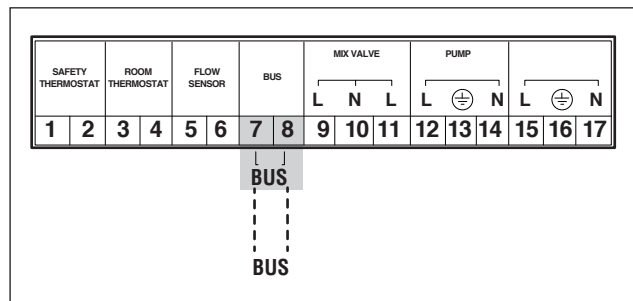 MIX VALVE PUMP
SAFETY THERMOSTAT ROOM THERMOSTAT FLOW SENSOR BUS
L N L L N L N
1 2 3 4 5 6 7 8 9 10 11 12 13 14 15 16 17
BUS
BUS